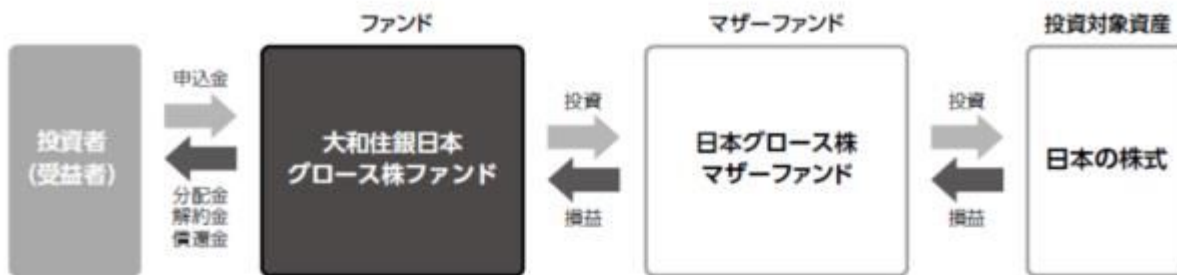 ファンド
マザーファンド
投資対象資産
投資者
(受益者)
申込金
分配金
解約金
償還金
大和住銀日本
グロース株ファンド
投資
損益
日本グロース株
マザーファンド
投資
損益
日本の株式